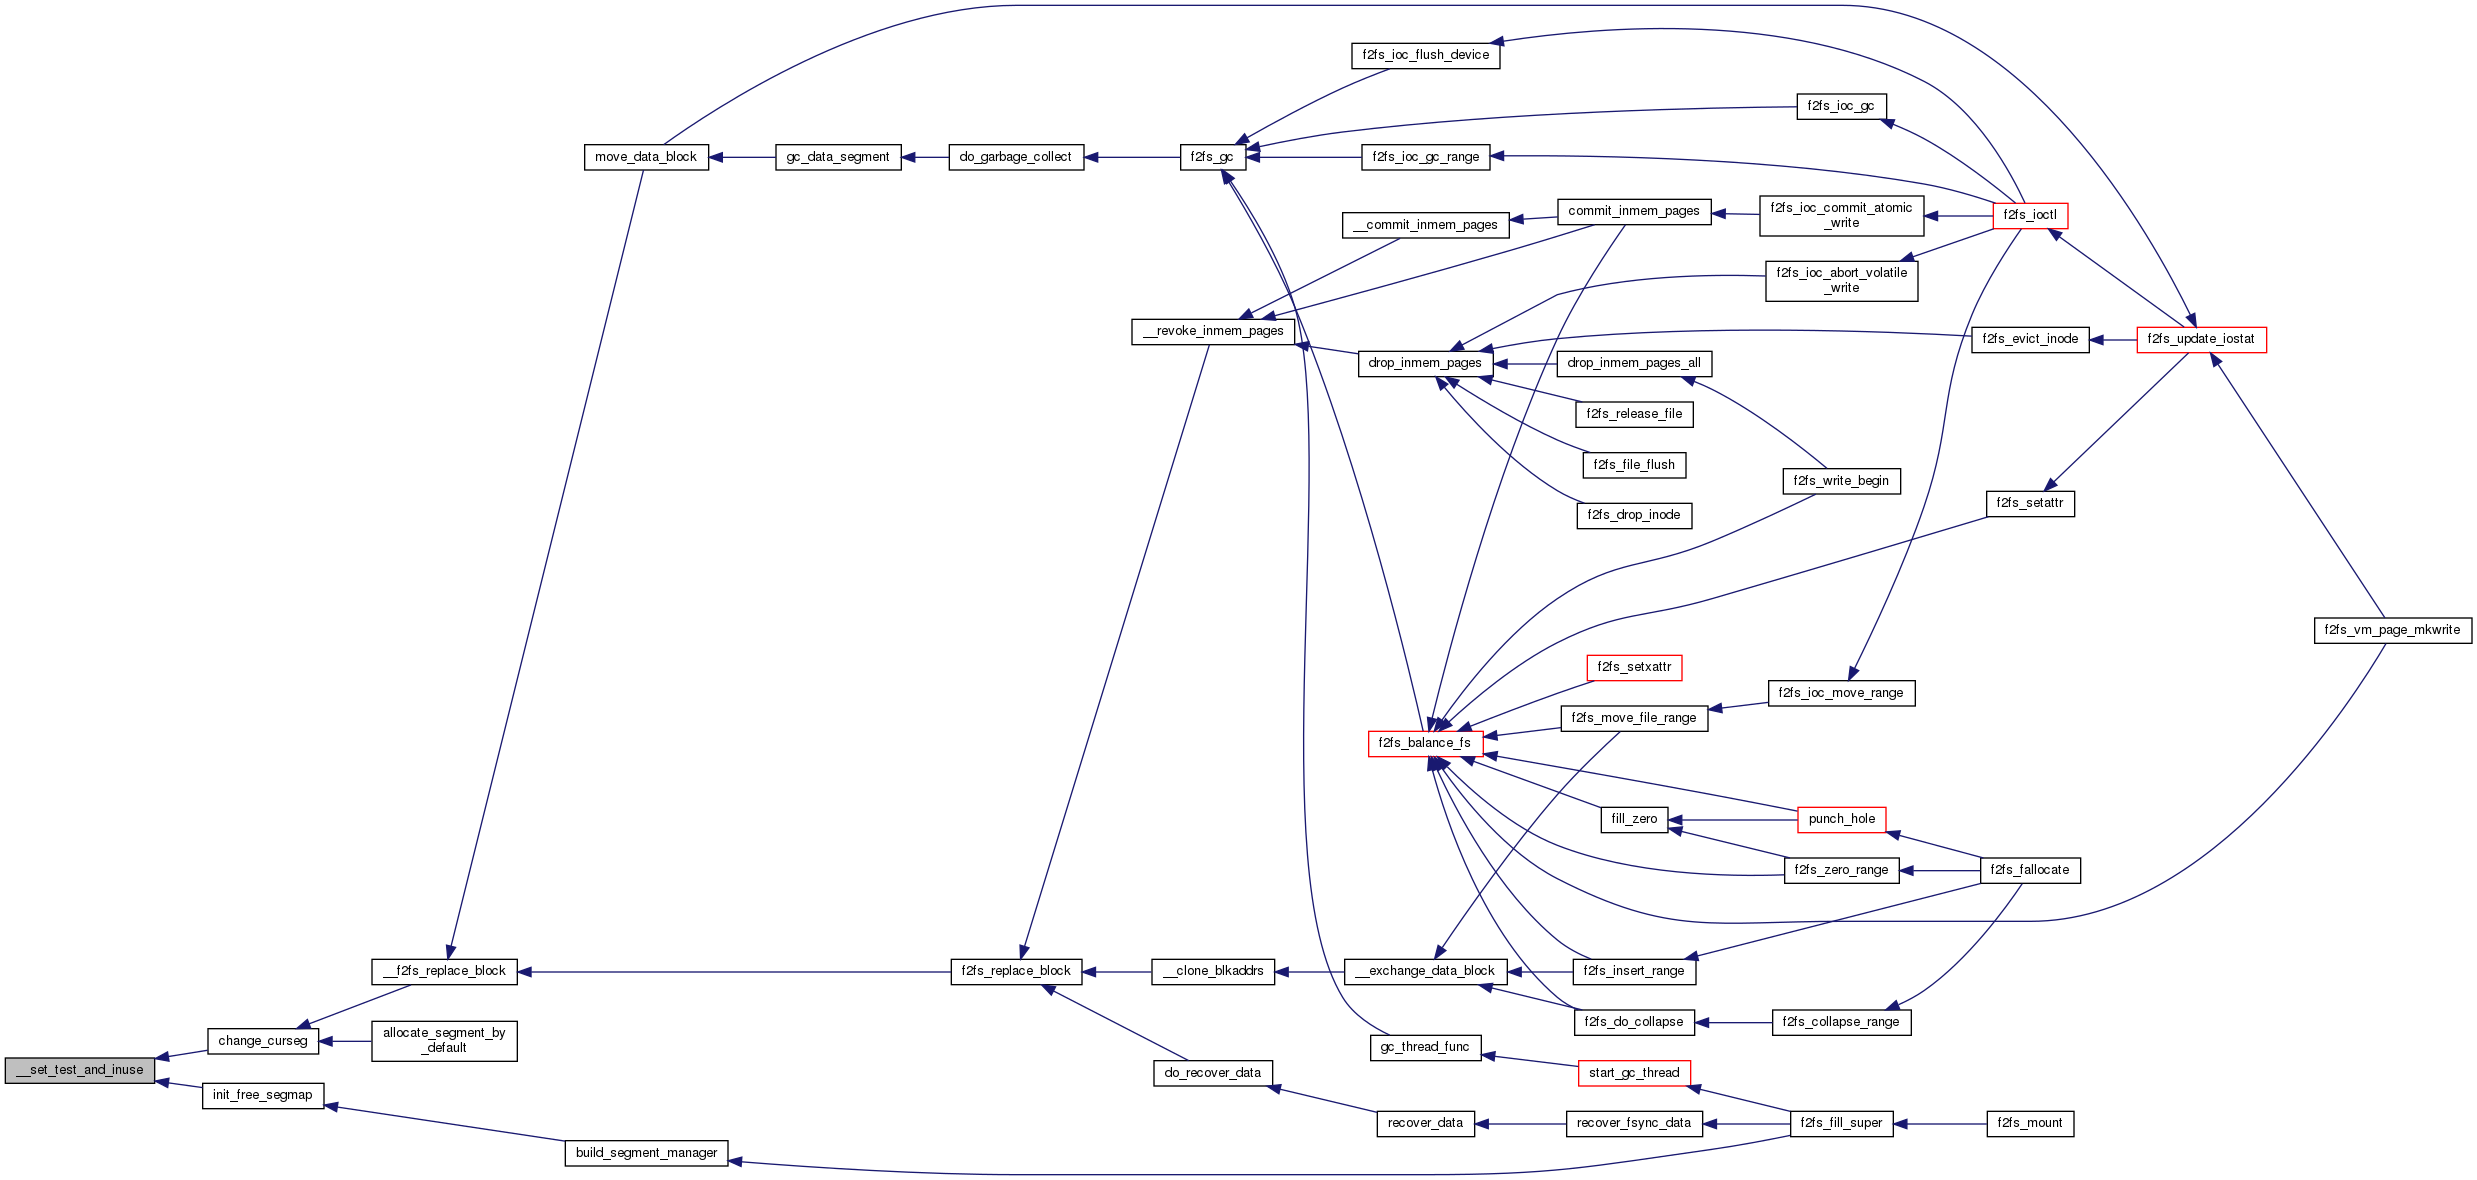 f2fs_ioc_flush_device
f2fs_ioc_gc
move_data_block
gc_data_segment
do_garbage_collect
f2fs_gc
f2fs_ioc_gc_range
__commit_inmem_pages
commit_inmem_pages
f2fs_ioc_commit_atomic
_write
f2fs_ioctl
f2fs_ioc_abort_volatile
_write
__revoke_inmem_pages
f2fs_evict_inode
f2fs_update_iostat
drop_inmem_pages
drop_inmem_pages_all
f2fs_release_file
f2fs_file_flush
f2fs_write_begin
f2fs_setattr
f2fs_drop_inode
f2fs_vm_page_mkwrite
f2fs_setxattr
f2fs_ioc_move_range
f2fs_move_file_range
f2fs_balance_fs
fill_zero
punch_hole
f2fs_zero_range
f2fs_fallocate
__f2fs_replace_block
f2fs_replace_block
__clone_blkaddrs
__exchange_data_block
f2fs_insert_range
f2fs_do_collapse
f2fs_collapse_range
change_curseg
allocate_segment_by
_default
gc_thread_func
__set_test_and_inuse
do_recover_data
start_gc_thread
init_free_segmap
recover_data
recover_fsync_data
f2fs_fill_super
f2fs_mount
build_segment_manager